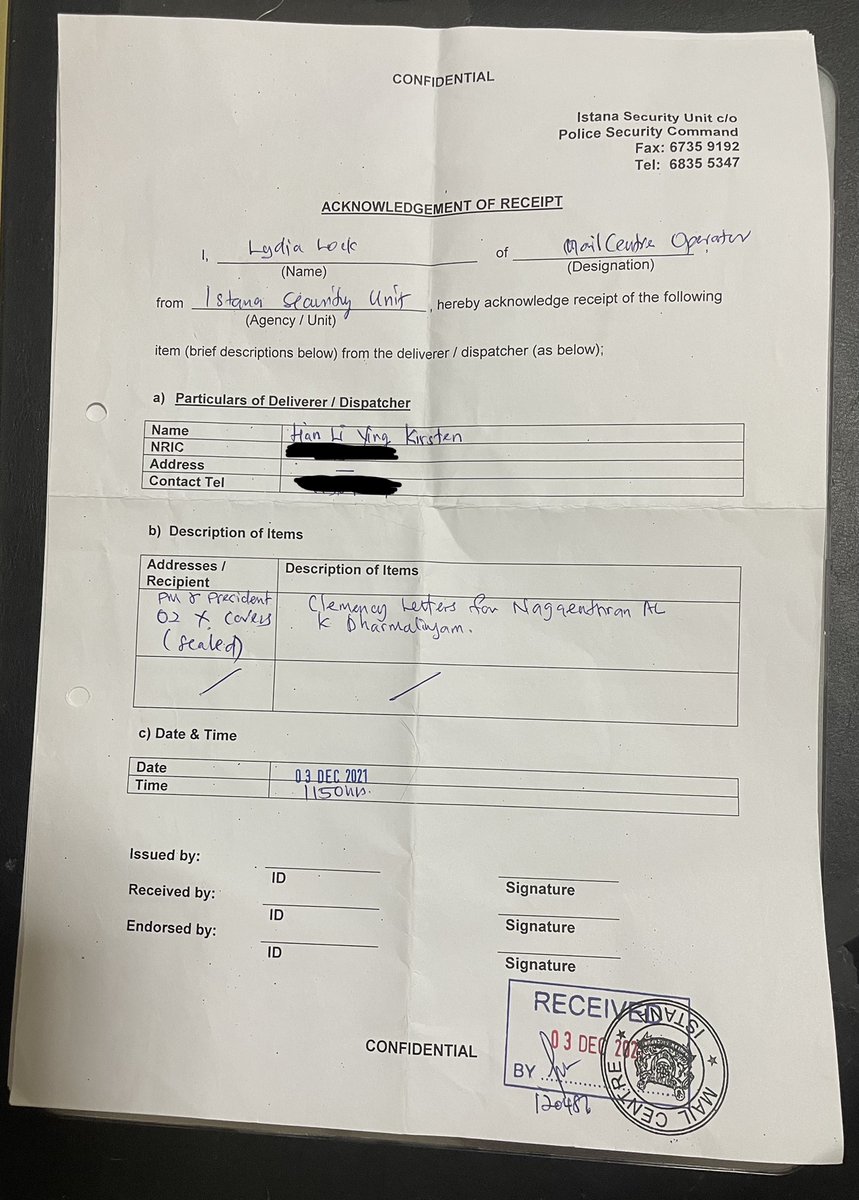 CONFIDENTIAL
Istana Security Unit c/o
Police Security Command
Fax: 6735 9192
Tel: 6835 5347
ACKNOWLEDGEMENT OF RECEIPT
I, Lydia Lock of Mail Centre Operator
(Name) (Designation)
from Istana Security Unit, hereby acknowledge receipt of the following
(Agency / Unit)
item (brief descriptions below) from the deliverer / dispatcher (as below);
a) Particulars of Deliverer / Dispatcher
Name Han Li Ying Kirsten
NRIC
Address —
Contact Tel
b) Description of Items
Addresses / Recipient
Description of Items
PM & Precident
02 x covers
(sealed)
Clemency Letters for Nagaenthran AL
K Dharmalinjam.
c) Date & Time
Date 03 DEC 2021
Time 1150hrs.
Issued by:
ID Signature
Received by:
ID Signature
Endorsed by:
ID Signature
CONFIDENTIAL
RECEIVED
03 DEC 202
BY
120486
MAIL CENTRE ★ ISTANA ★